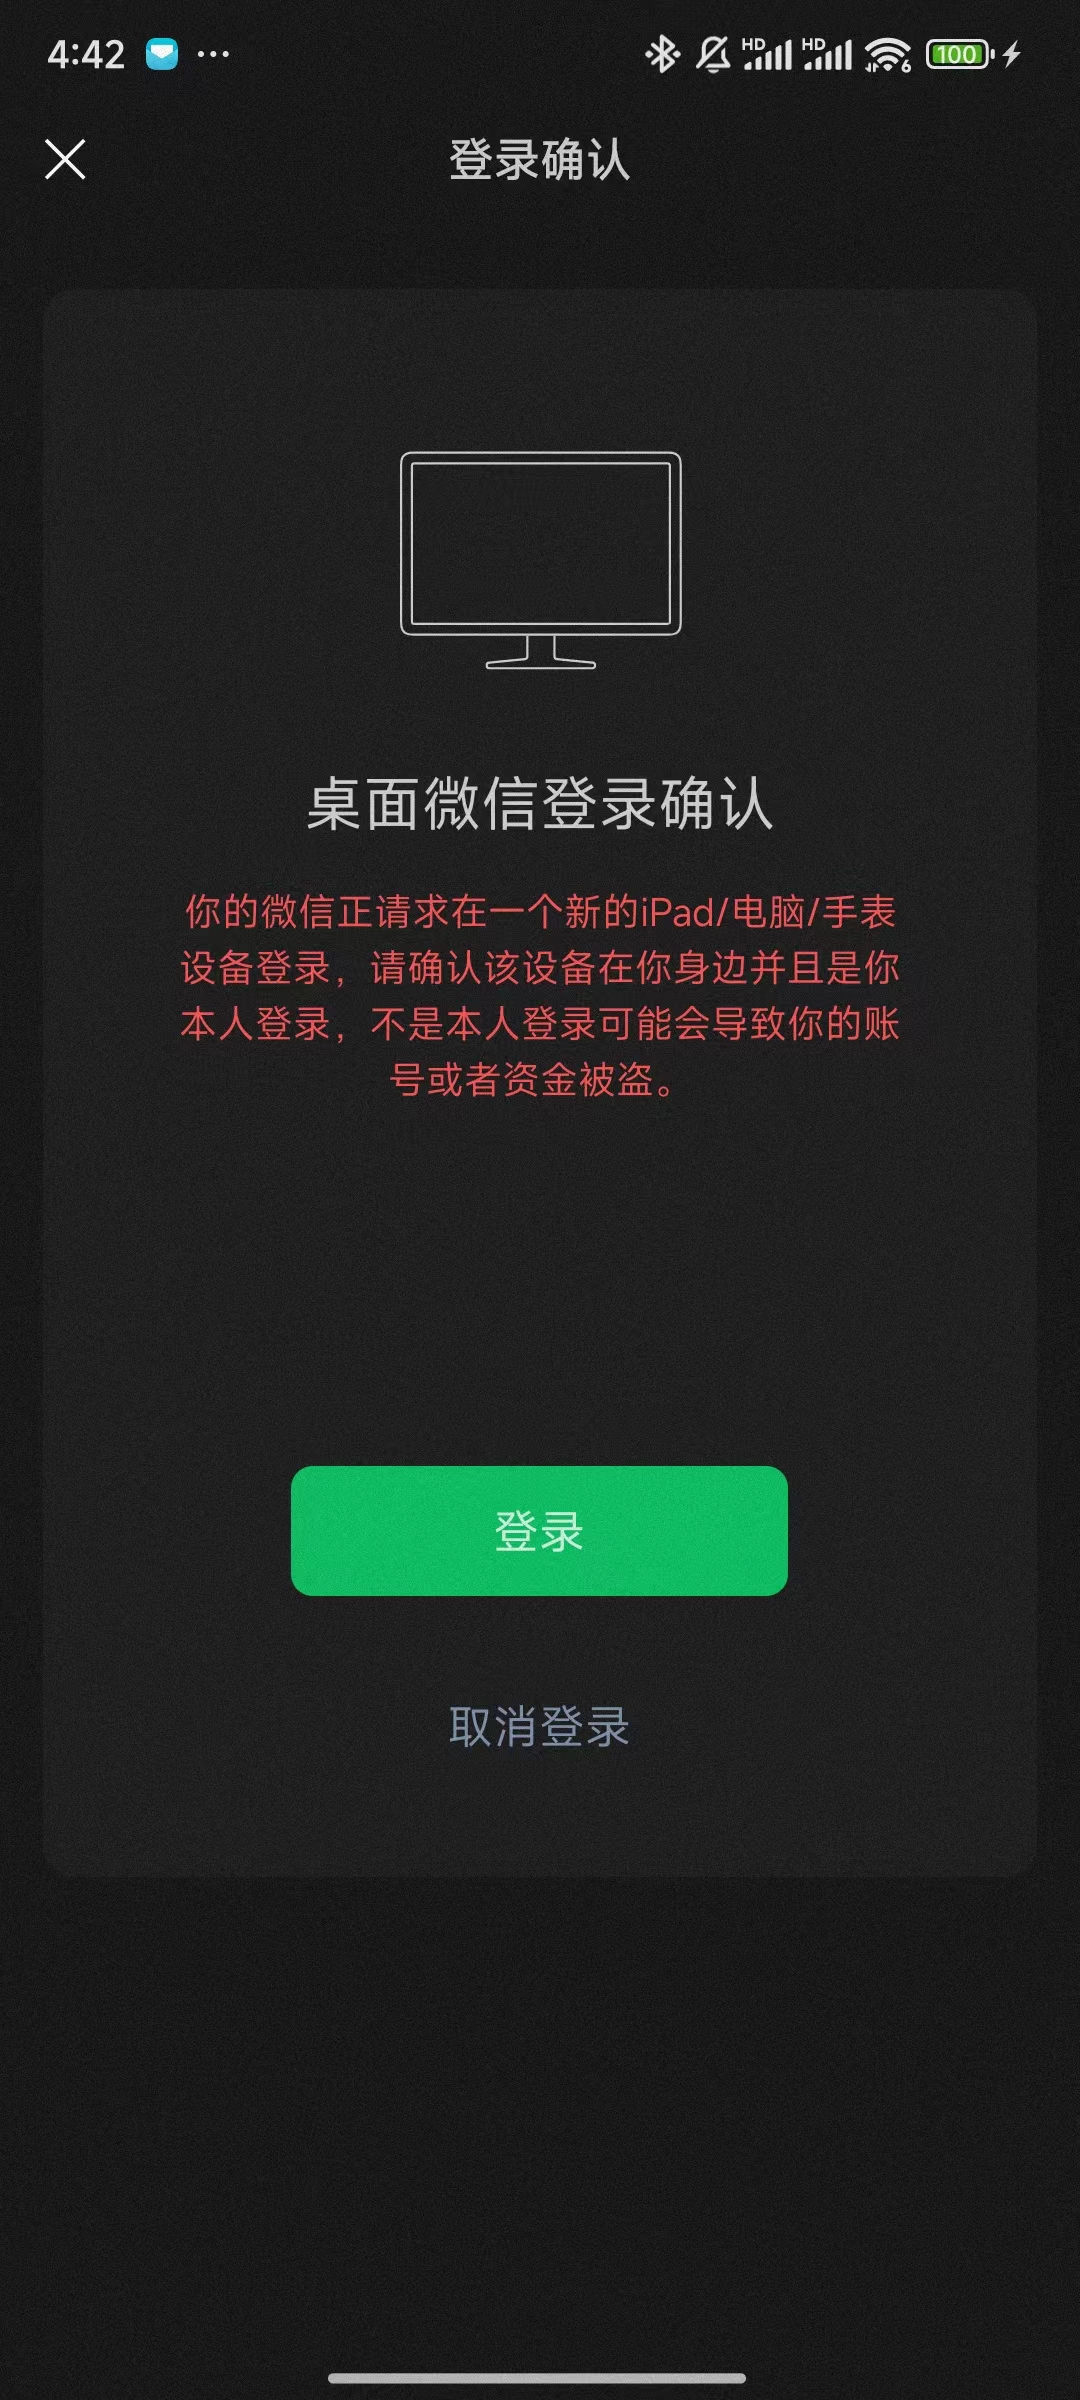 4:42
HD HD 6 100
登录确认
桌面微信登录确认
你的微信正请求在一个新的iPad/电脑/手表
设备登录，请确认该设备在你身边并且是你
本人登录，不是本人登录可能会导致你的账
号或者资金被盗。
登录
取消登录